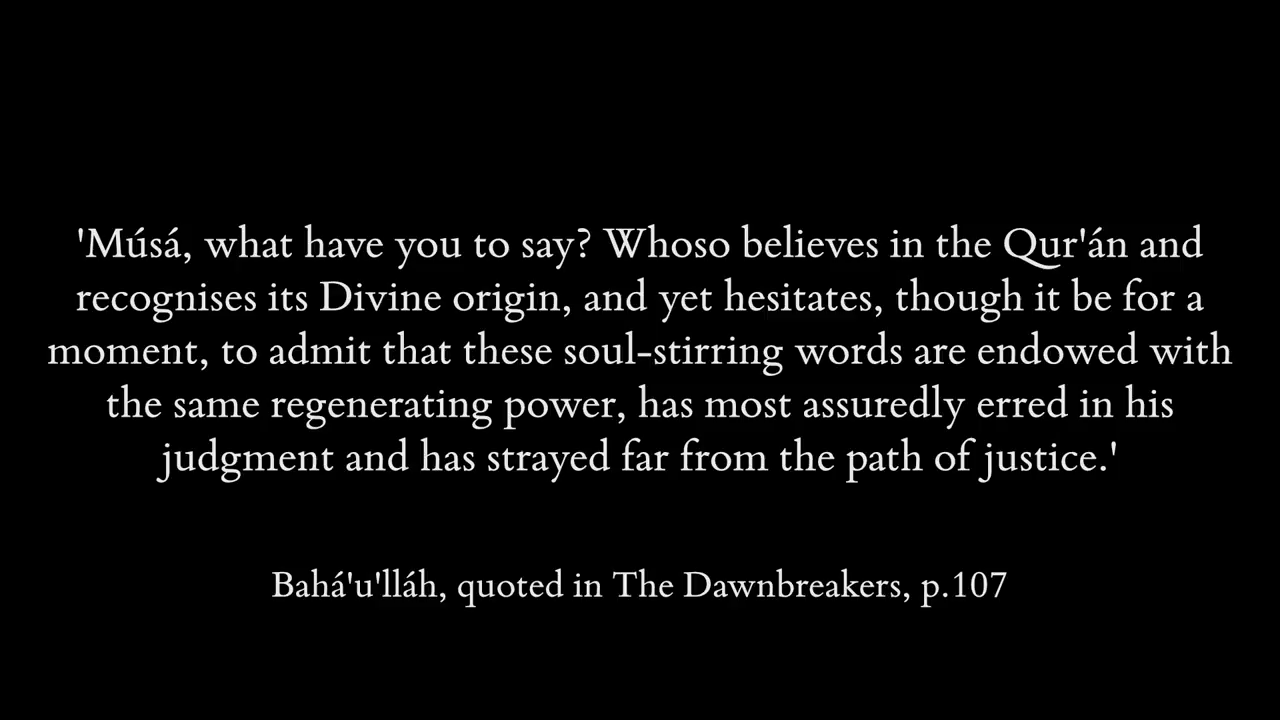 'Músá, what have you to say? Whoso believes in the Qur'án and
recognises its Divine origin, and yet hesitates, though it be for a
moment, to admit that these soul-stirring words are endowed with
the same regenerating power, has most assuredly erred in his
judgment and has strayed far from the path of justice.'
Bahá'u'lláh, quoted in The Dawnbreakers, p.107